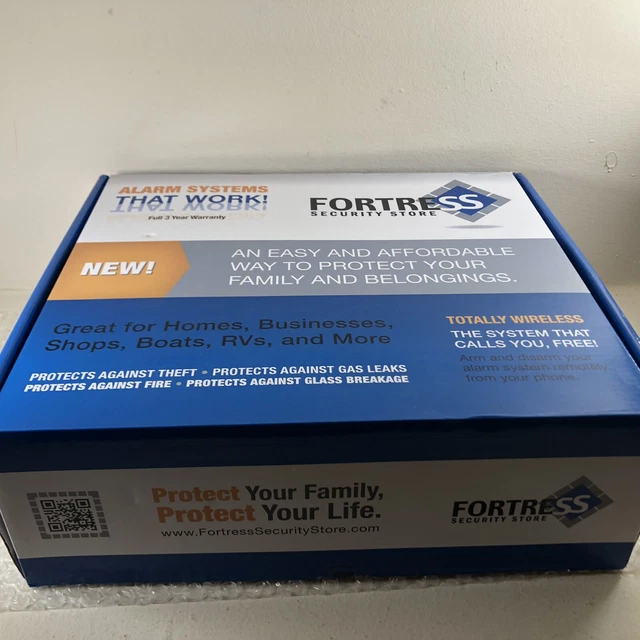 ALARM SYSTEMS
THAT WORK!
Full 3 Year Warranty
FORTRESS
SECURITY STORE
NEW!
AN EASY AND AFFORDABLE
WAY TO PROTECT YOUR
FAMILY AND BELONGINGS.
Great for Homes, Businesses,
Shops, Boats, RVs, and More
PROTECTS AGAINST THEFT • PROTECTS AGAINST GAS LEAKS
PROTECTS AGAINST FIRE • PROTECTS AGAINST GLASS BREAKAGE
TOTALLY WIRELESS
THE SYSTEM THAT
CALLS YOU, FREE!
Arm and disarm your
alarm system remotely
from your phone.
Protect Your Family,
Protect Your Life.
www.FortressSecurityStore.com
FORTRESS
SECURITY STORE